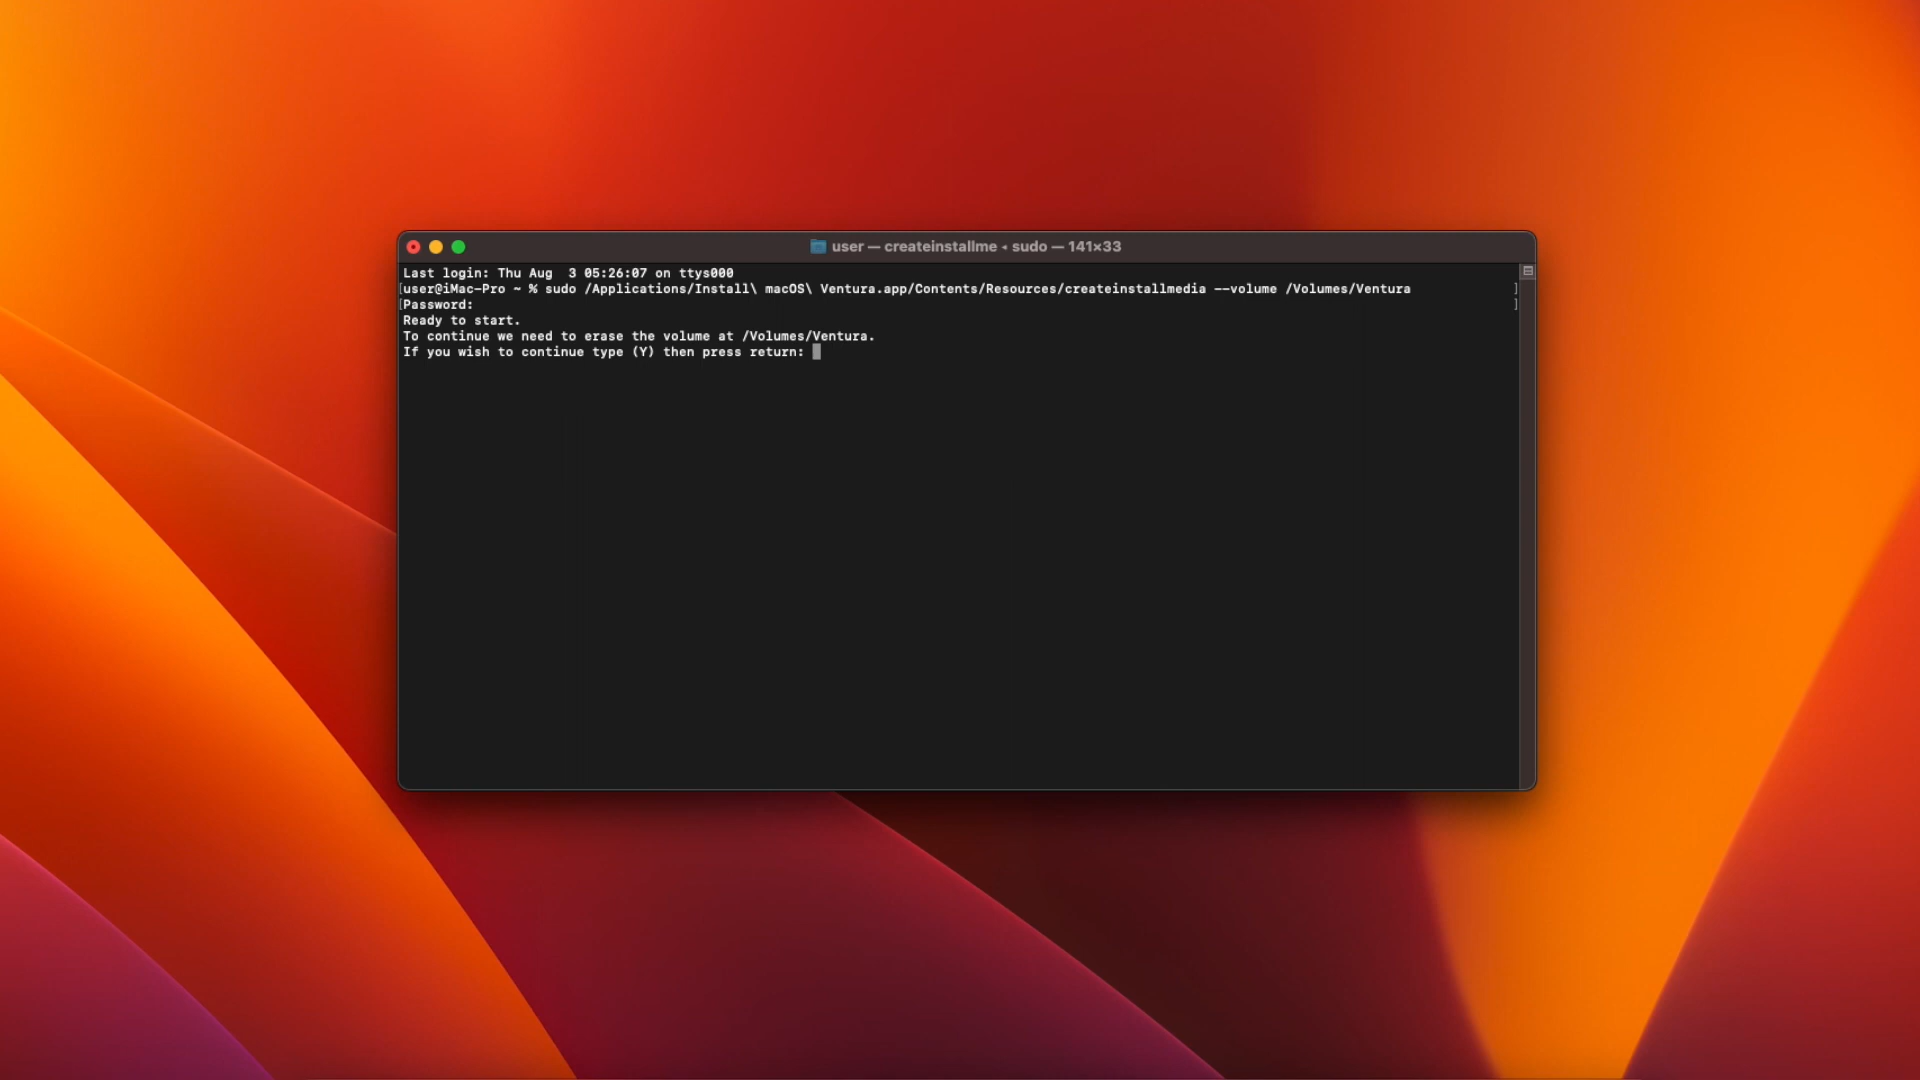 user — createinstallme ◂ sudo — 141×33
Last login: Thu Aug  3 05:26:07 on ttys000
[user@iMac-Pro ~ % sudo /Applications/Install\ macOS\ Ventura.app/Contents/Resources/createinstallmedia --volume /Volumes/Ventura ]
[Password: ]
Ready to start.
To continue we need to erase the volume at /Volumes/Ventura.
If you wish to continue type (Y) then press return: